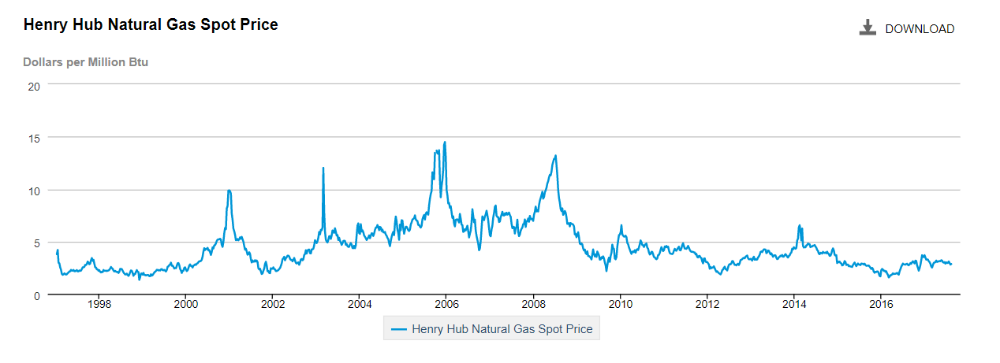 Henry Hub Natural Gas Spot Price
DOWNLOAD
Dollars per Million Btu
20
15
10
5
0
1998 2000 2002 2004 2006 2008 2010 2012 2014 2016
Henry Hub Natural Gas Spot Price